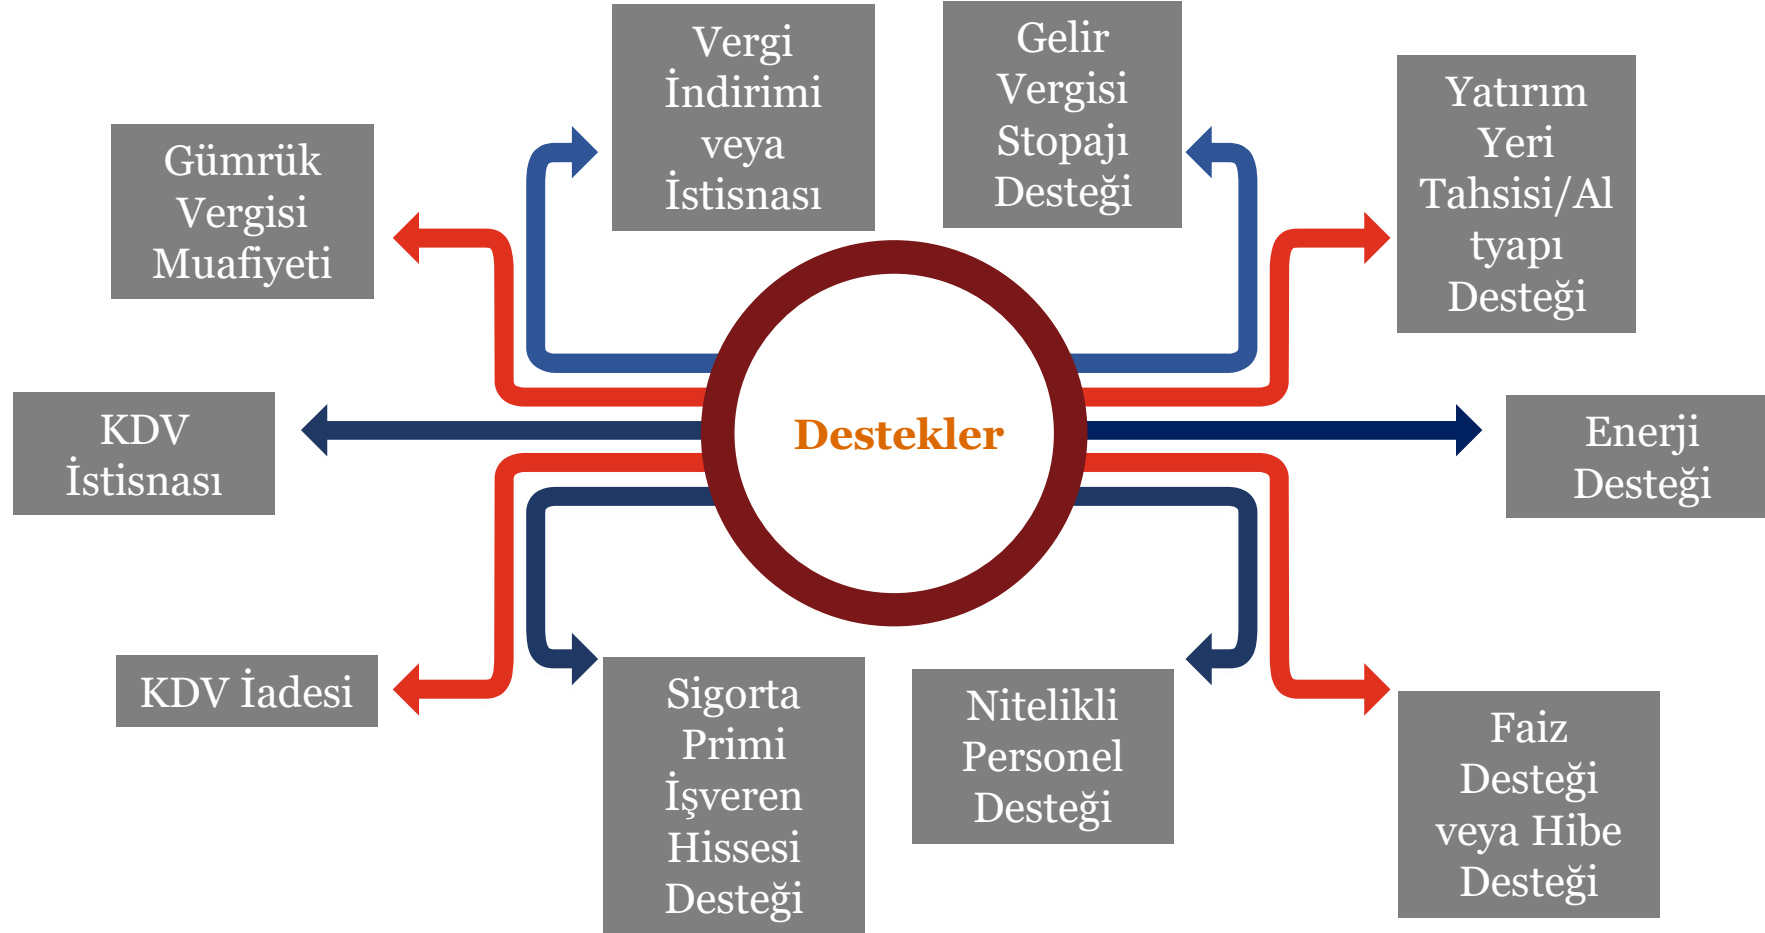 Vergi
İndirimi
veya
İstisnası
Gelir
Vergisi
Stopajı
Desteği
Yatırım
Yeri
Tahsisi/Al
tyapı
Desteği
Gümrük
Vergisi
Muafiyeti
KDV
İstisnası
Destekler
Enerji
Desteği
KDV İadesi
Sigorta
Primi
İşveren
Hissesi
Desteği
Nitelikli
Personel
Desteği
Faiz
Desteği
veya Hibe
Desteği